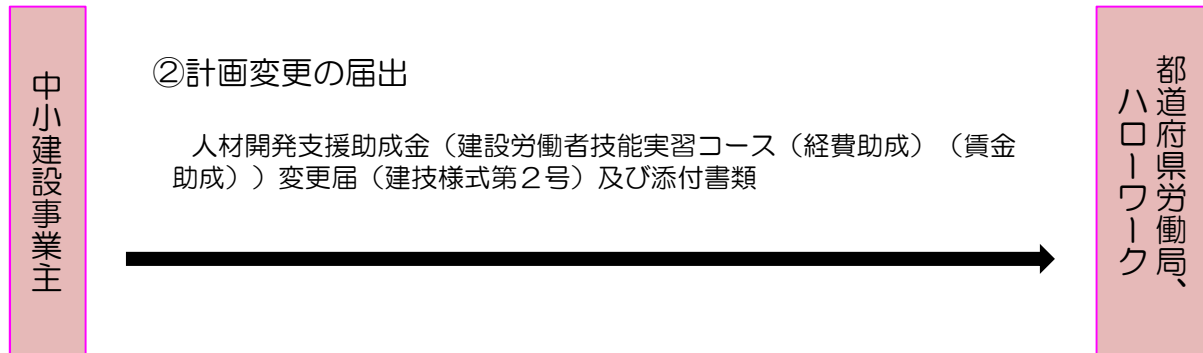 中小建設事業主
②計画変更の届出
人材開発支援助成金（建設労働者技能実習コース（経費助成）（賃金
助成））変更届（建技様式第２号）及び添付書類
都道府県労働局、
ハローワーク